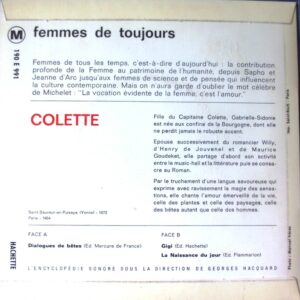 M femmes de toujours
190 E 991
Femmes de tous les temps, c'est-à-dire d'aujourd'hui : la contribution
profonde de la Femme au patrimoine de l'humanité, depuis Sapho et
Jeanne d'Arc jusqu'aux femmes de science et de pensée qui influencent
la culture contemporaine. Mais on n'aura garde d'oublier le mot célèbre
de Michelet : "La vocation évidente de la femme, c'est l'amour."
COLETTE
Fille du Capitaine Colette, Gabrielle-Sidonie
est née aux confins de la Bourgogne, dont elle
ne perdit jamais le robuste accent.
Epouse successivement du romancier Willy,
d'Henry de Jouvenel et de Maurice
Goudeket, elle partage d'abord son activité
entre le music-hall et la littérature puis se consa-
cre au Roman.
Par le truchement d'une langue savoureuse qui
exprime avec ravissement la magie des sensa-
tions, elle chante l'amour émerveillé de la vie,
celle des plantes et celle des paysages, celle
des bêtes autant que celle des hommes.
Saint-Sauveur-en-Puisaye, (Yonne) - 1873
Paris - 1954
FACE A
Dialogues de bêtes (Ed. Mercure de France)
FACE B
Gigi (Ed. Hachette)
La Naissance du jour (Ed. Flammarion)
HACHETTE
L'ENCYCLOPÉDIE SONORE SOUS LA DIRECTION DE GEORGES HACQUARD